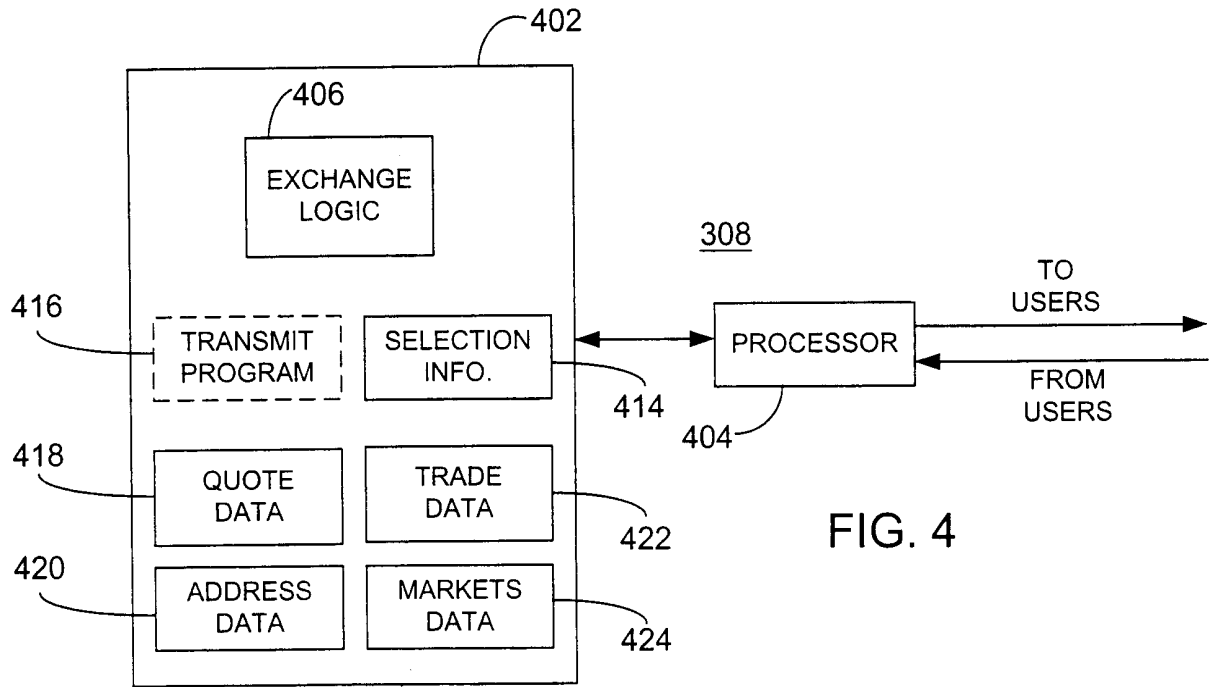 402
406
EXCHANGE
LOGIC
308
TO
USERS
416
TRANSMIT
PROGRAM
SELECTION
INFO.
414
PROCESSOR
404
FROM
USERS
418
QUOTE
DATA
TRADE
DATA
422
FIG. 4
420
ADDRESS
DATA
MARKETS
DATA
424